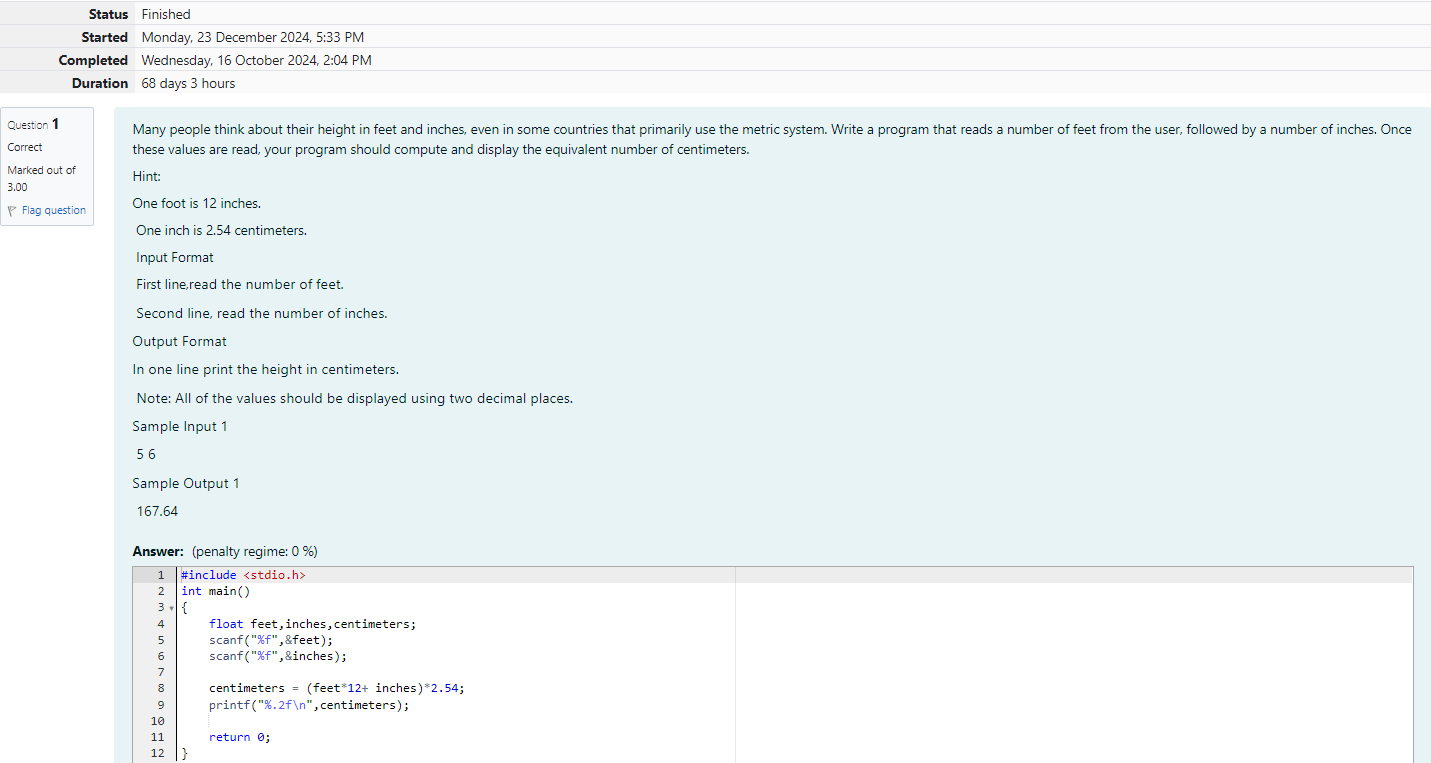 Status Finished
Started Monday, 23 December 2024, 5:33 PM
Completed Wednesday, 16 October 2024, 2:04 PM
Duration 68 days 3 hours
Question 1
Correct
Marked out of
3.00
Flag question
Many people think about their height in feet and inches, even in some countries that primarily use the metric system. Write a program that reads a number of feet from the user, followed by a number of inches. Once
these values are read, your program should compute and display the equivalent number of centimeters.
Hint:
One foot is 12 inches.
One inch is 2.54 centimeters.
Input Format
First line,read the number of feet.
Second line, read the number of inches.
Output Format
In one line print the height in centimeters.
Note: All of the values should be displayed using two decimal places.
Sample Input 1
5 6
Sample Output 1
167.64
Answer: (penalty regime: 0 %)
1 #include <stdio.h>
2 int main()
3 {
4 float feet,inches,centimeters;
5 scanf("%f",&feet);
6 scanf("%f",&inches);
7
8 centimeters = (feet*12+ inches)*2.54;
9 printf("%.2f\n",centimeters);
10
11 return 0;
12 }